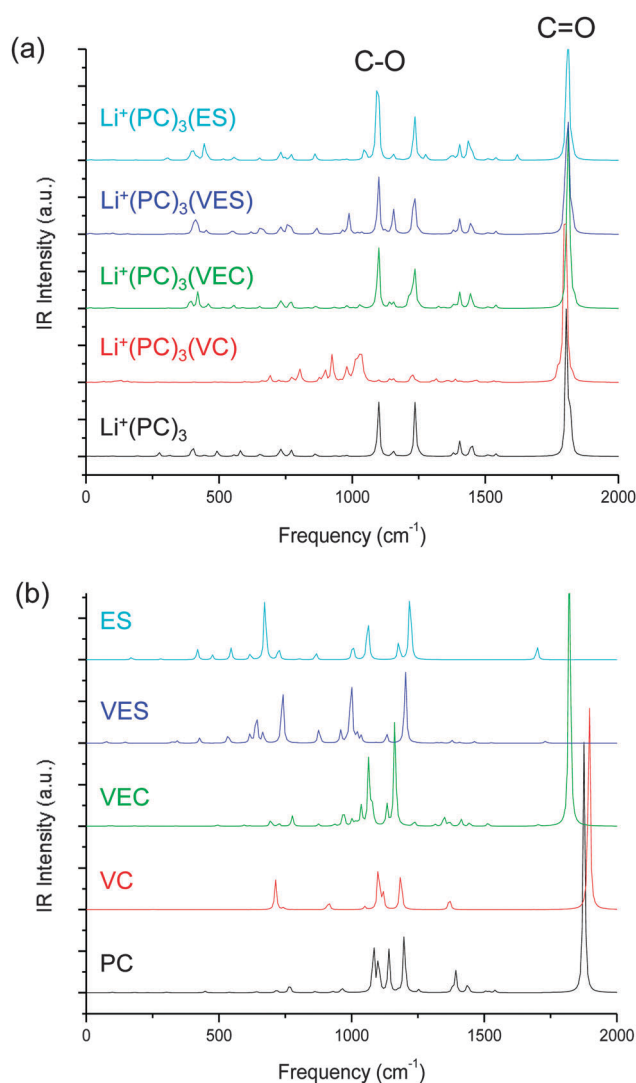 (a)
C-O
C=O
Li⁺(PC)₃(ES)
Li⁺(PC)₃(VES)
Li⁺(PC)₃(VEC)
Li⁺(PC)₃(VC)
Li⁺(PC)₃
IR Intensity (a.u.)
0 500 1000 1500 2000
Frequency (cm⁻¹)
(b)
ES
VES
VEC
VC
PC
IR Intensity (a.u.)
0 500 1000 1500 2000
Frequency (cm⁻¹)